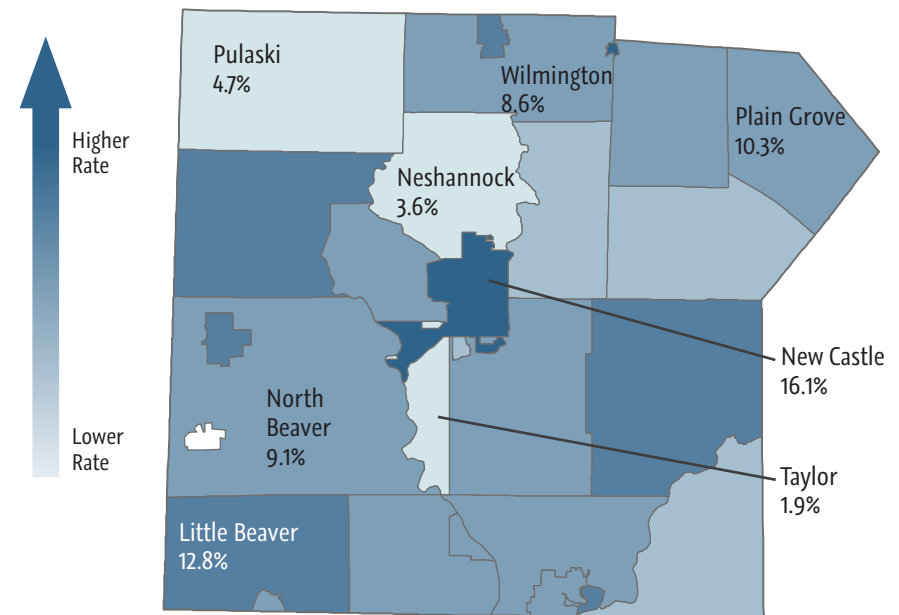 Higher
Rate
Lower
Rate
Pulaski
4.7%
Wilmington
8.6%
Plain Grove
10.3%
Neshannock
3.6%
New Castle
16.1%
North
Beaver
9.1%
Taylor
1.9%
Little Beaver
12.8%